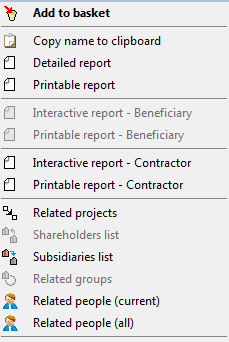 Add to basket
Copy name to clipboard
Detailed report
Printable report
Interactive report - Beneficiary
Printable report - Beneficiary
Interactive report - Contractor
Printable report - Contractor
Related projects
Shareholders list
Subsidiaries list
Related groups
Related people (current)
Related people (all)